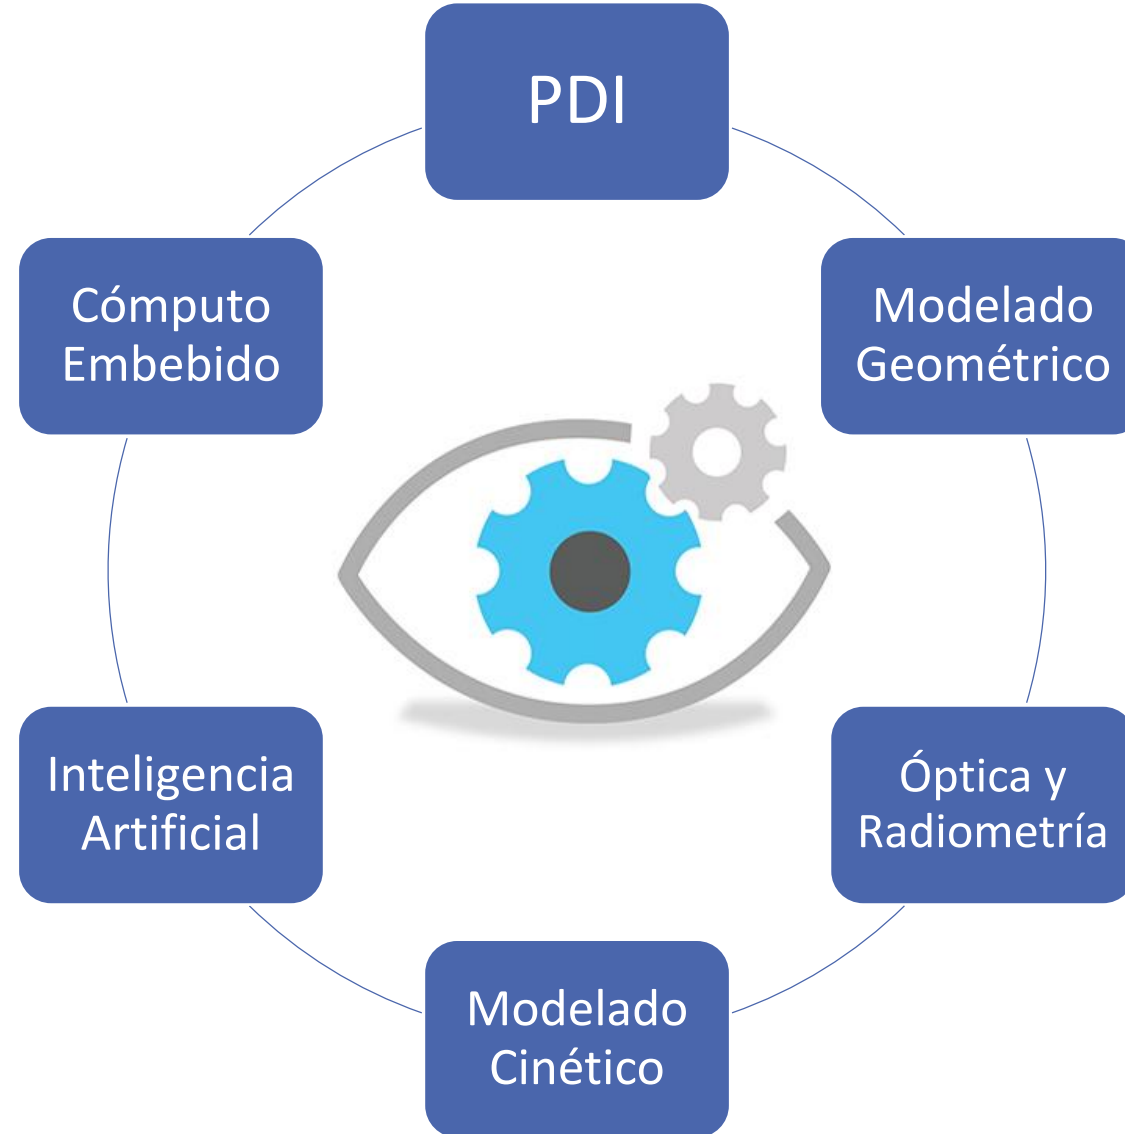 PDI
Modelado
Geométrico
Óptica y
Radiometría
Modelado
Cinético
Inteligencia
Artificial
Cómputo
Embebido